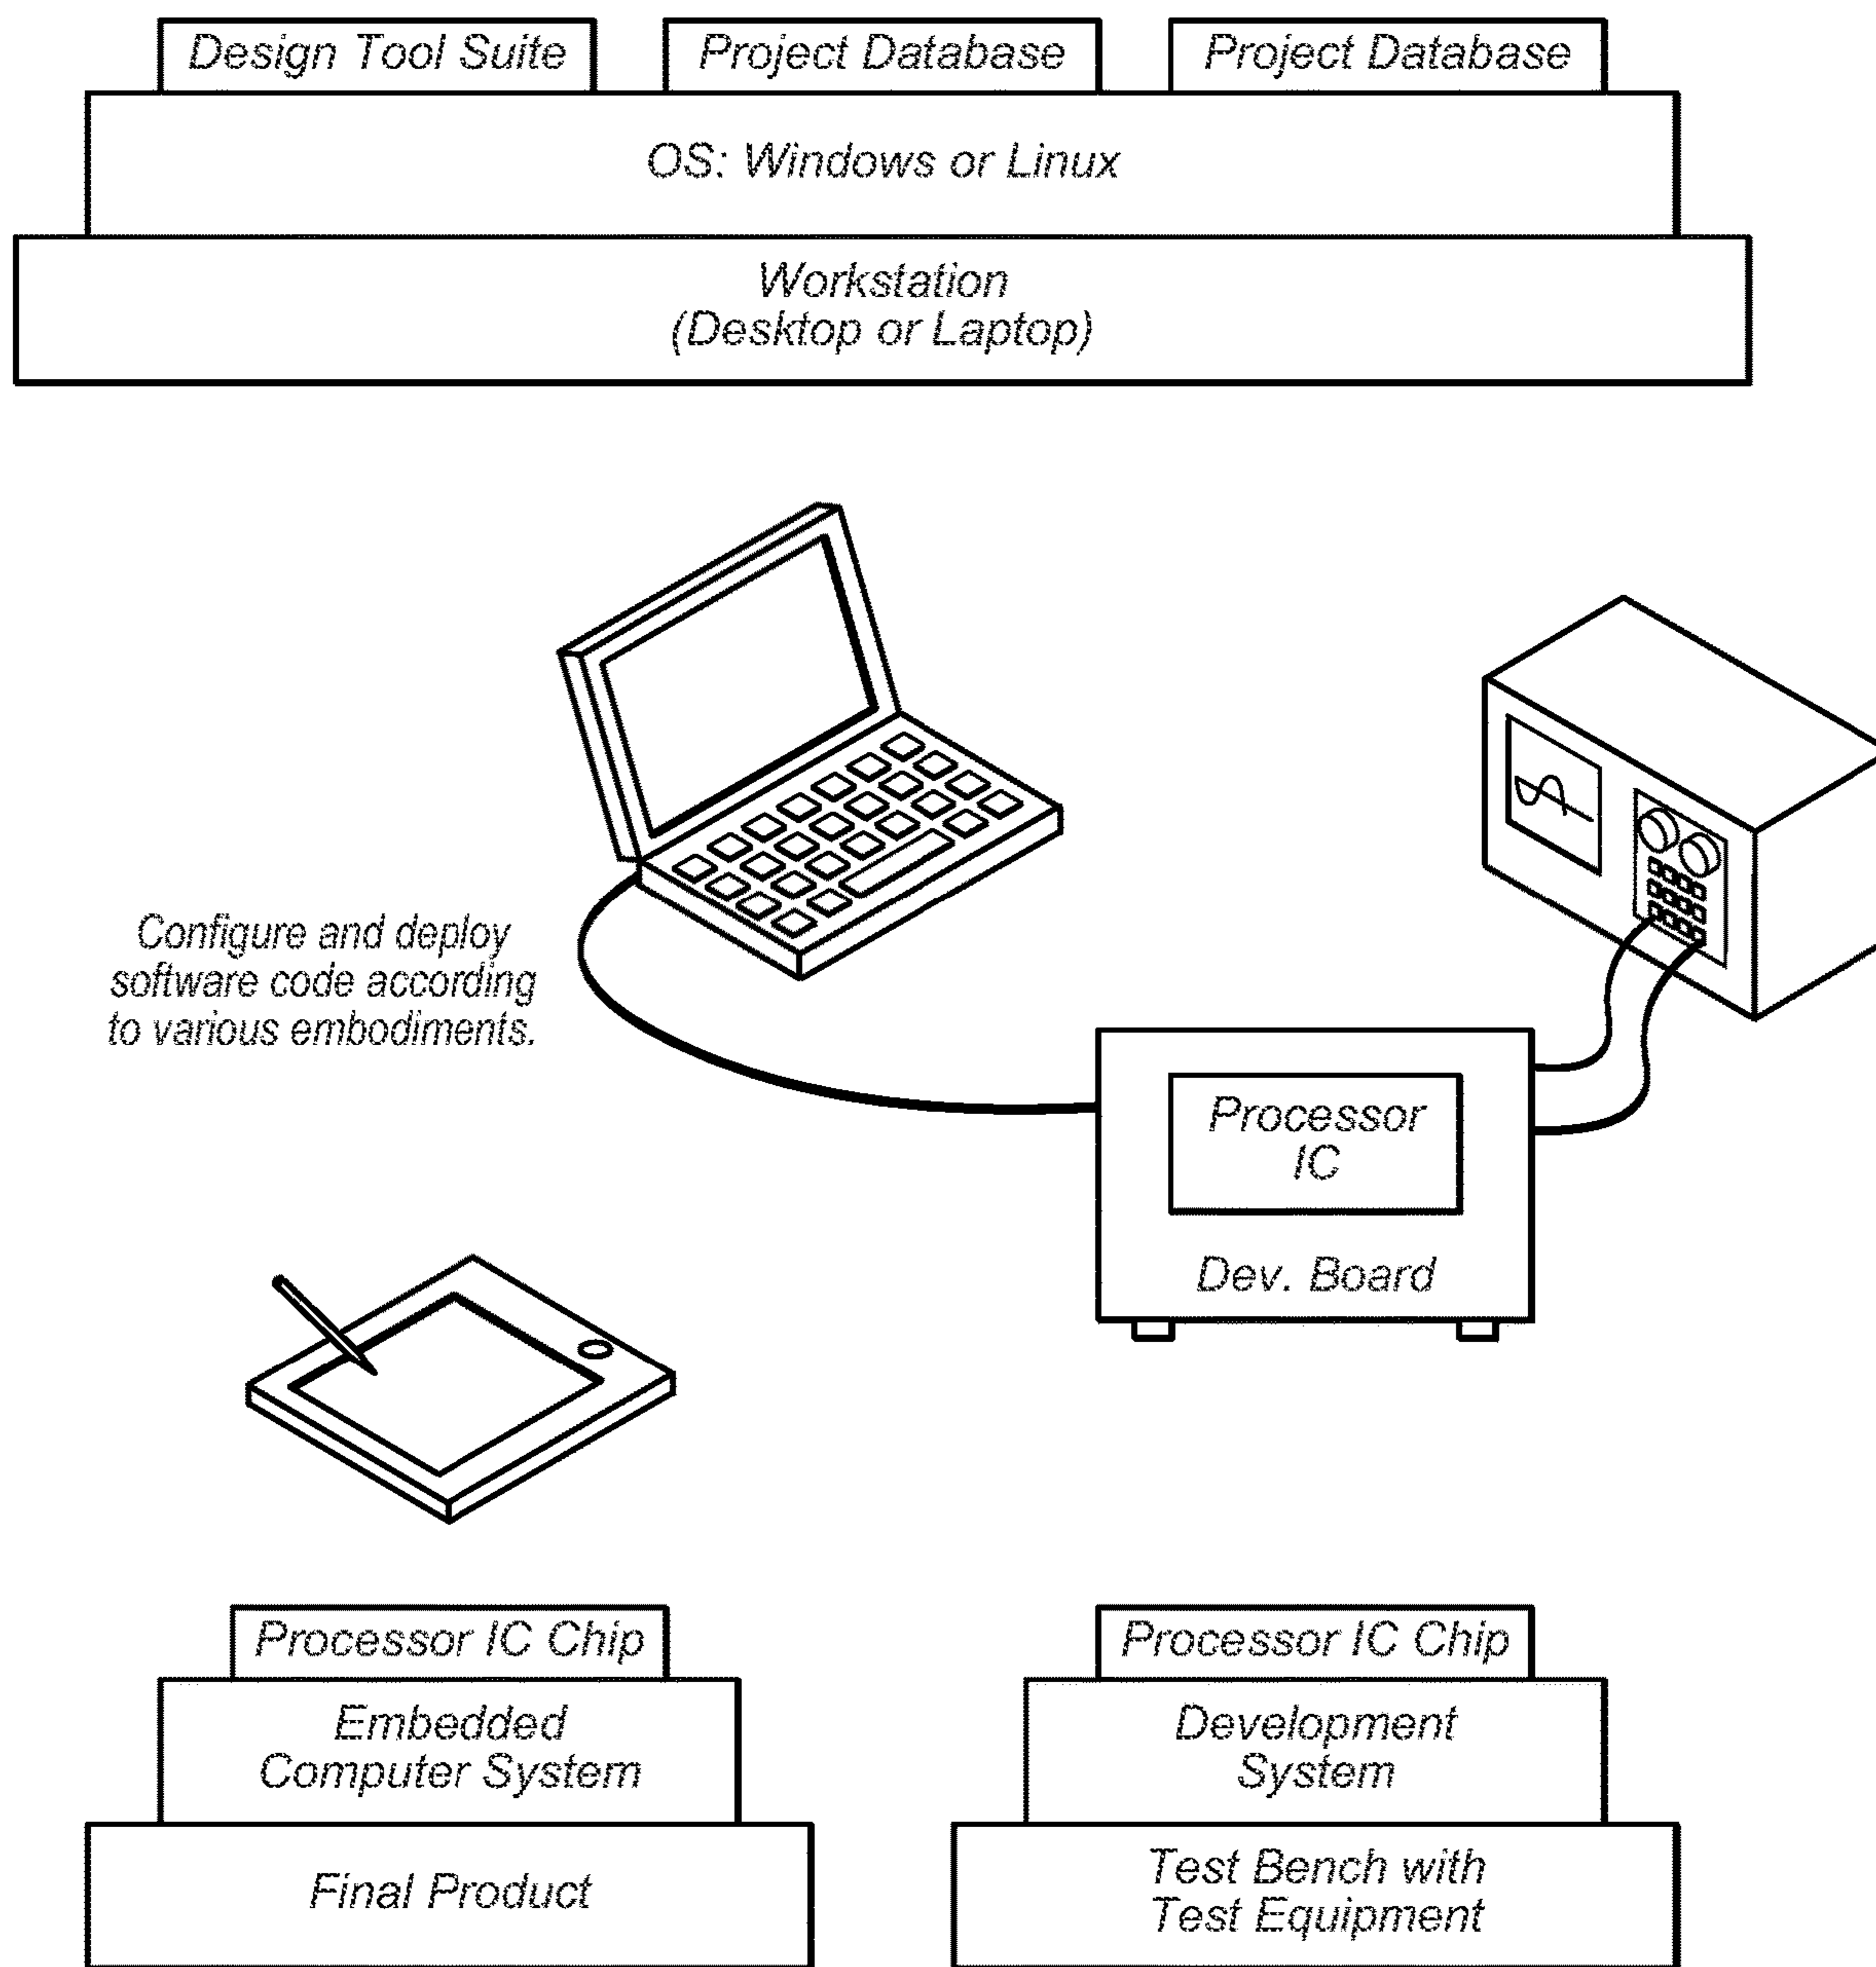 Design Tool Suite
Project Database
Project Database
OS: Windows or Linux
Workstation
(Desktop or Laptop)
Configure and deploy
software code according
to various embodiments.
Processor
IC
Dev. Board
Processor IC Chip
Embedded
Computer System
Final Product
Processor IC Chip
Development
System
Test Bench with
Test Equipment